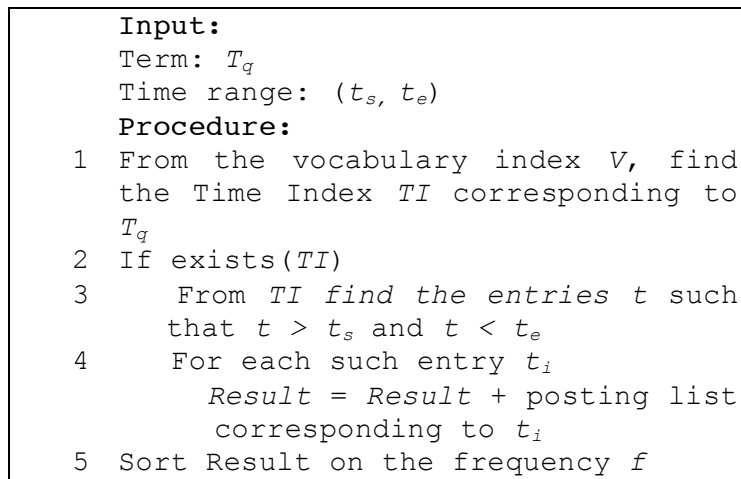 Input:
Term: Tq
Time range: (ts, te)
Procedure:
1 From the vocabulary index V, find
the Time Index TI corresponding to
Tq
2 If exists(TI)
3 From TI find the entries t such
that t > ts and t < te
4 For each such entry ti
Result = Result + posting list
corresponding to ti
5 Sort Result on the frequency f